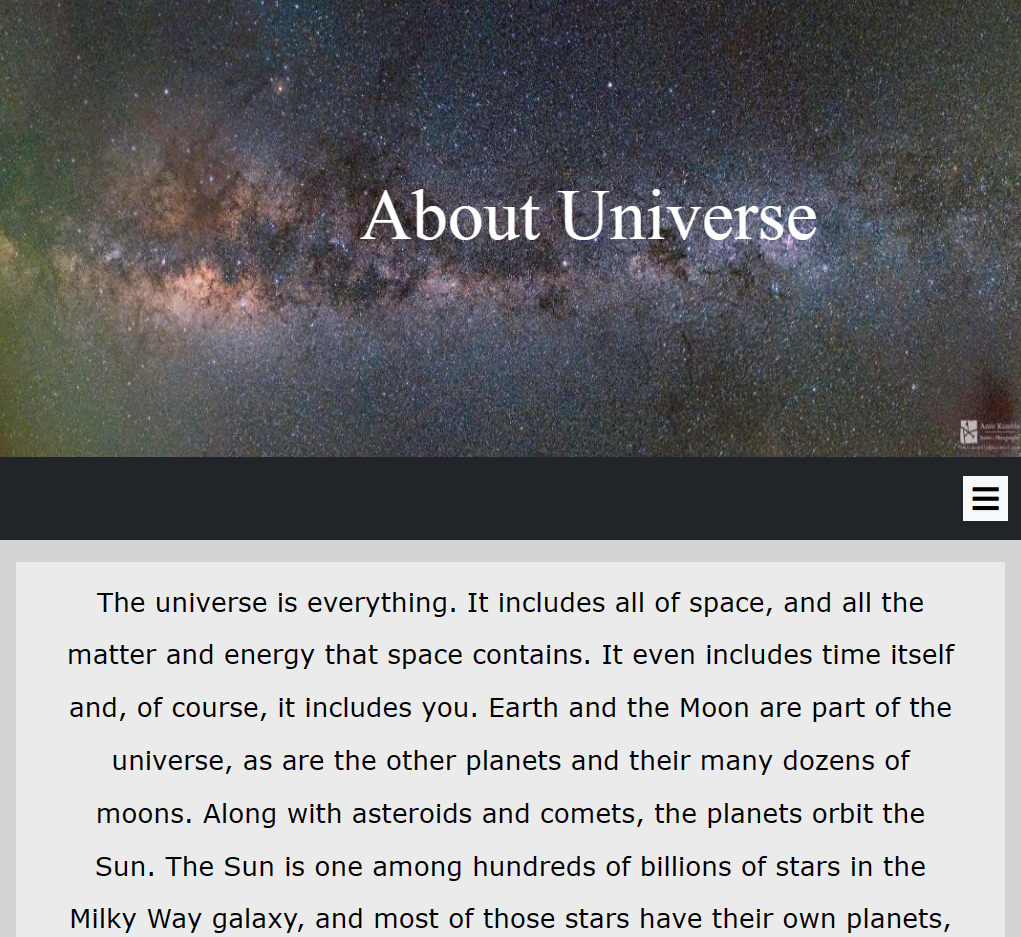 About Universe
The universe is everything. It includes all of space, and all the
matter and energy that space contains. It even includes time itself
and, of course, it includes you. Earth and the Moon are part of the
universe, as are the other planets and their many dozens of
moons. Along with asteroids and comets, the planets orbit the
Sun. The Sun is one among hundreds of billions of stars in the
Milky Way galaxy, and most of those stars have their own planets,